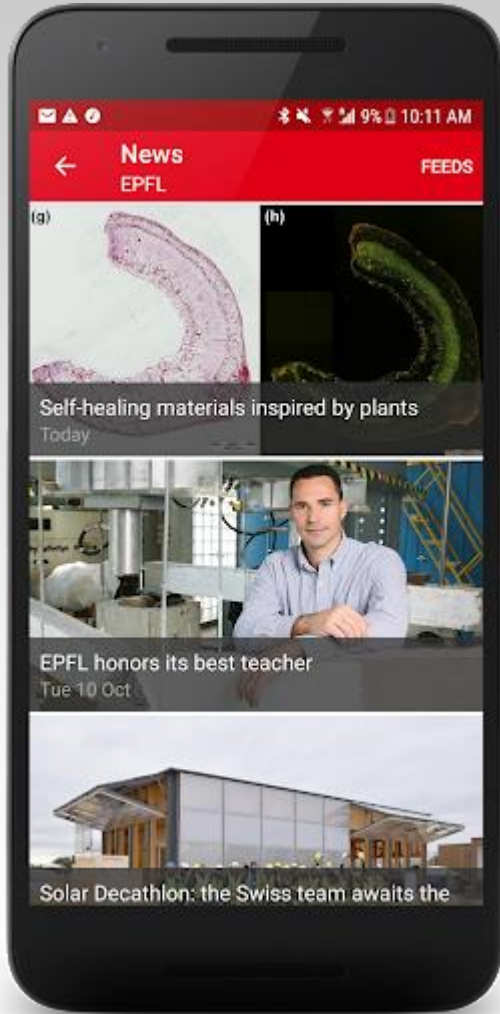 9% 10:11 AM
News
EPFL
FEEDS
(g)
(h)
Self-healing materials inspired by plants
Today
EPFL honors its best teacher
Tue 10 Oct
Solar Decathlon: the Swiss team awaits the